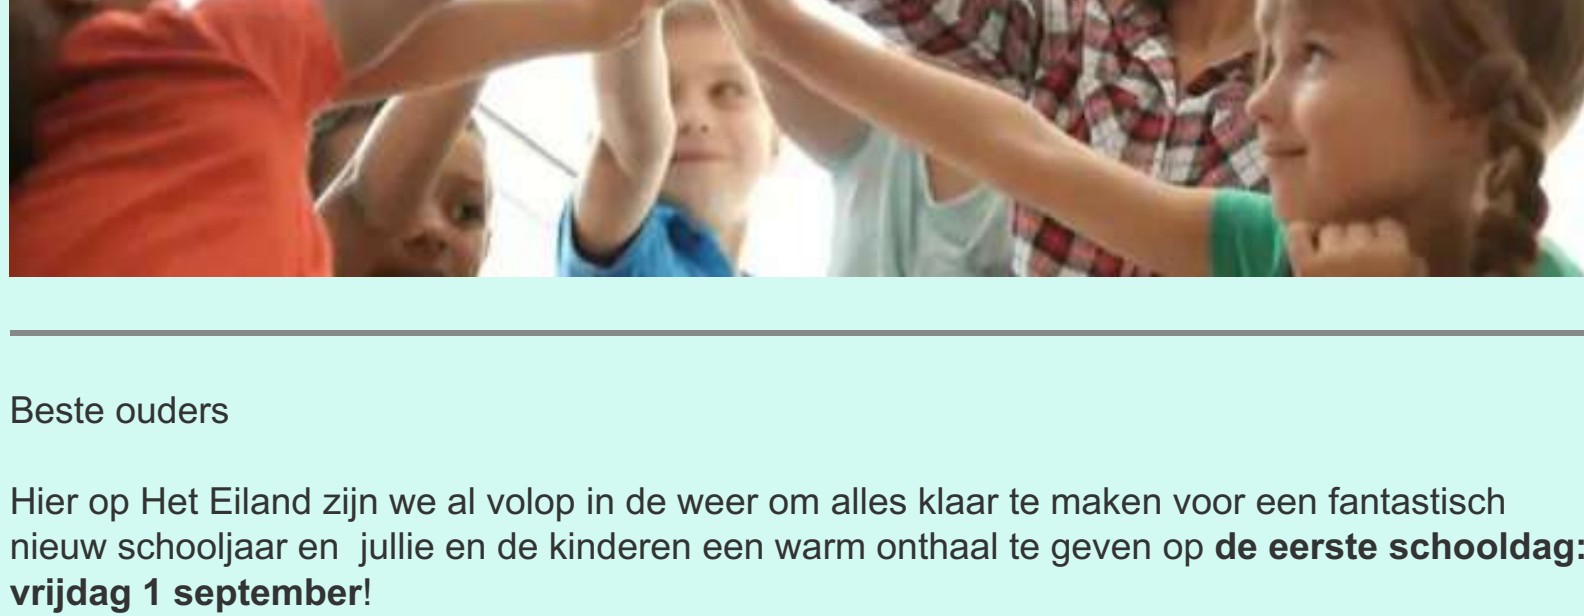 Beste ouders
Hier op Het Eiland zijn we al volop in de weer om alles klaar te maken voor een fantastisch
nieuw schooljaar en  jullie en de kinderen een warm onthaal te geven op de eerste schooldag:
vrijdag 1 september!